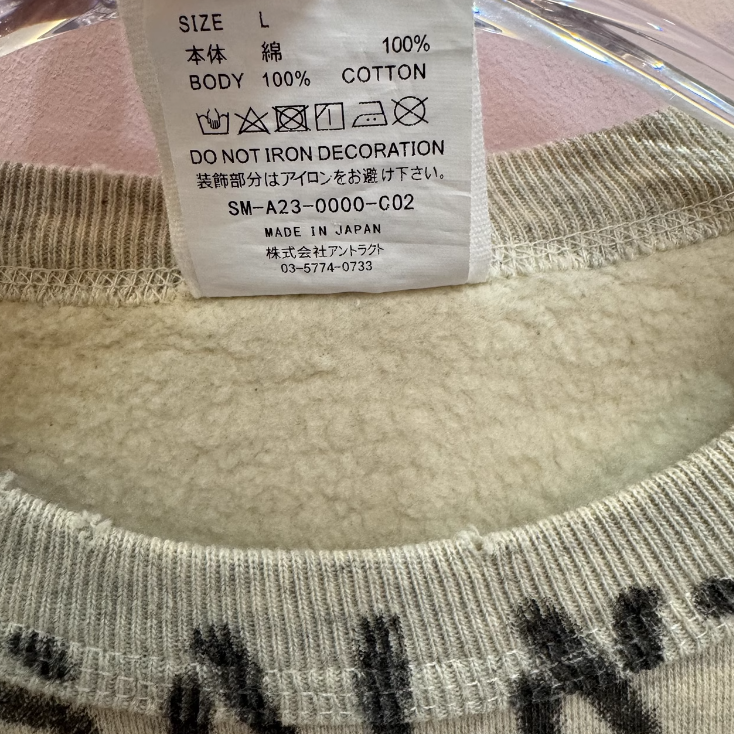 SIZE L
本体 綿 100%
BODY 100% COTTON
DO NOT IRON DECORATION
装飾部分はアイロンをお避け下さい。
SM-A23-0000-C02
MADE IN JAPAN
株式会社アントラクト
03-5774-0733